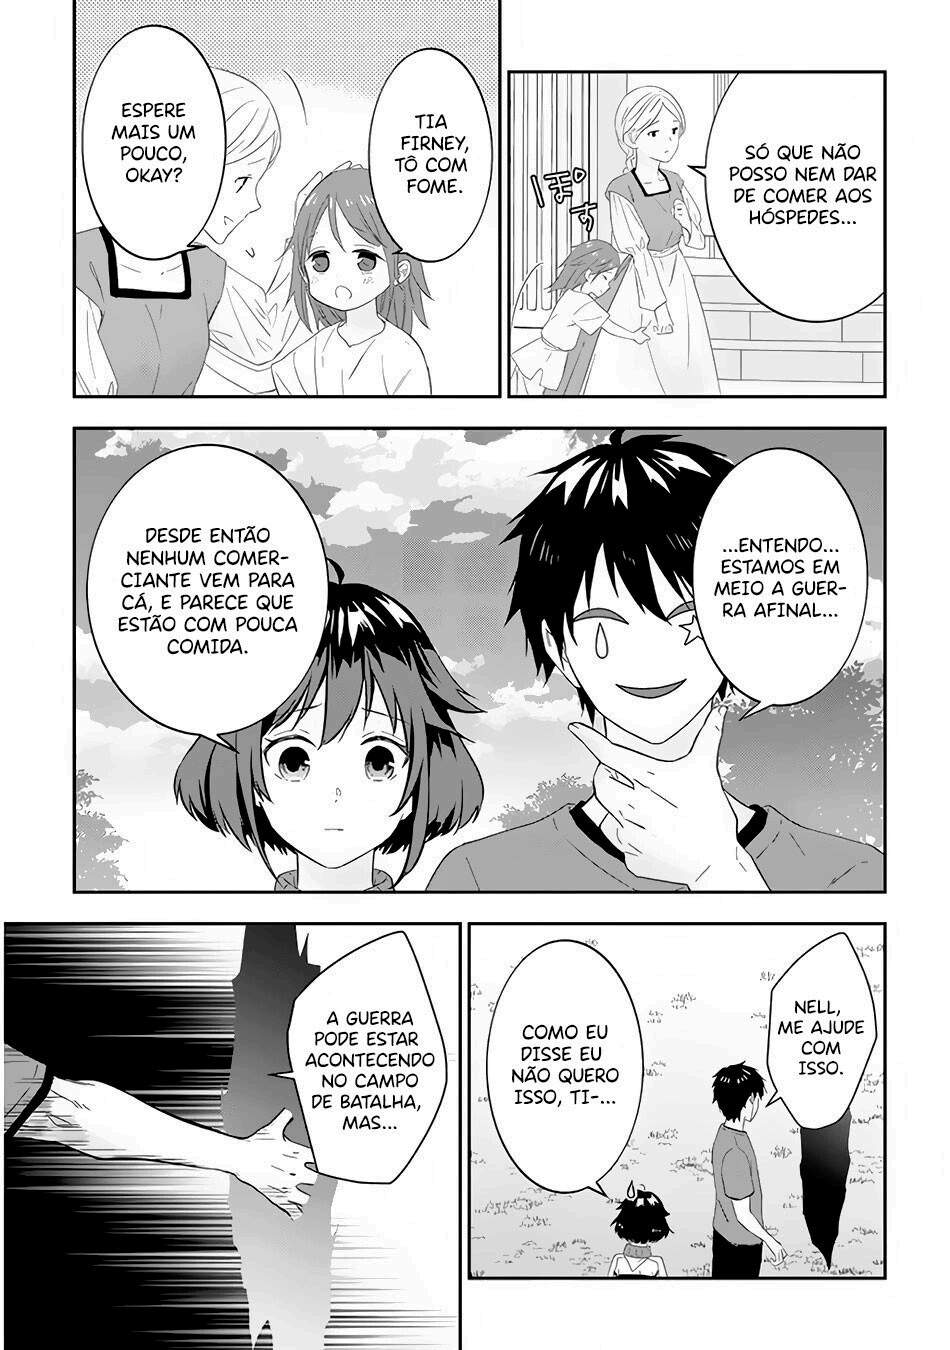 SÓ QUE NÃO
POSSO NEM DAR
DE COMER AOS
HÓSPEDES...
ぽすっ
TIA
FIRNEY,
TÔ COM
FOME.
ESPERE
MAIS UM
POUCO,
OKAY?
...ENTENDO...
ESTAMOS EM
MEIO A GUER-
RA AFINAL...
DESDE ENTÃO
NENHUM COMER-
CIANTE VEM PARA
CÁ, E PARECE QUE
ESTÃO COM POUCA
COMIDA.
NELL,
ME AJUDE
COM
ISSO.
COMO EU
DISSE EU
NÃO QUERO
ISSO, TI-...
A GUERRA
PODE ESTAR
ACONTECENDO
NO CAMPO
DE BATALHA,
MAS...